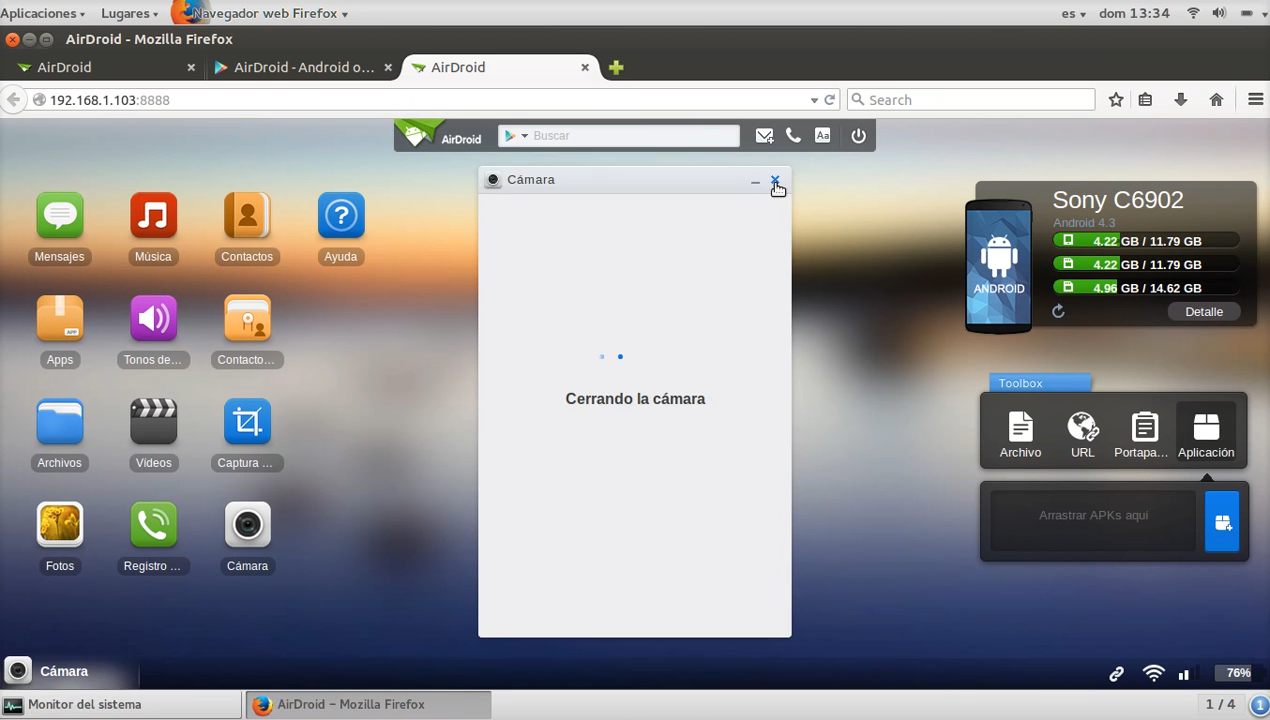 Aplicaciones Lugares Navegador web Firefox es dom 13:34
AirDroid - Mozilla Firefox
AirDroid AirDroid - Android o... AirDroid
192.168.1.103:8888 Search
AirDroid Buscar Aa
Cámara
Sony C6902
Android 4.3
4.22 GB / 11.79 GB
4.22 GB / 11.79 GB
4.96 GB / 14.62 GB
ANDROID
Detalle
Mensajes Música Contactos Ayuda
APP
Apps Tonos de... Contacto...
Archivos Videos Captura ...
Fotos Registro ... Cámara
Cerrando la cámara
Toolbox
Archivo URL Portapa... Aplicación
Arrastrar APKs aqui
Cámara 76%
Monitor del sistema AirDroid – Mozilla Firefox 1 / 4 1